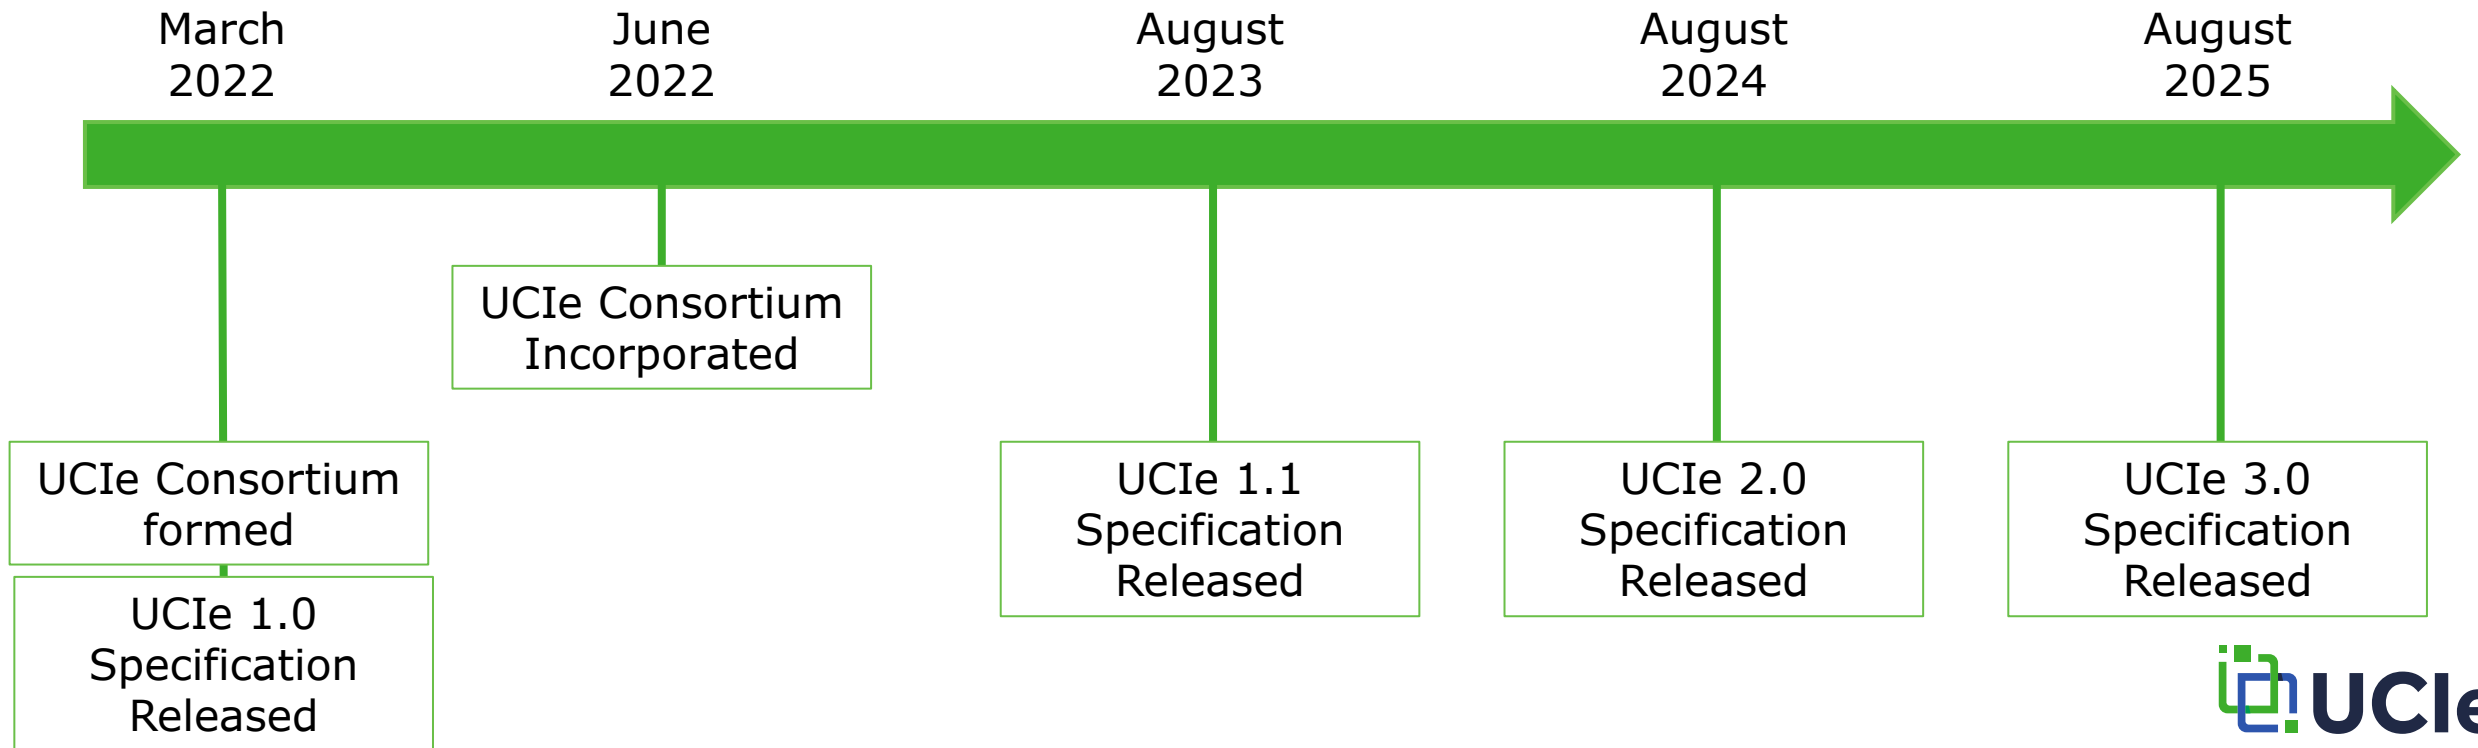 March
2022
June
2022
August
2023
August
2024
August
2025
UCIe Consortium
Incorporated
UCIe Consortium
formed
UCIe 1.0
Specification
Released
UCIe 1.1
Specification
Released
UCIe 2.0
Specification
Released
UCIe 3.0
Specification
Released
UCIe